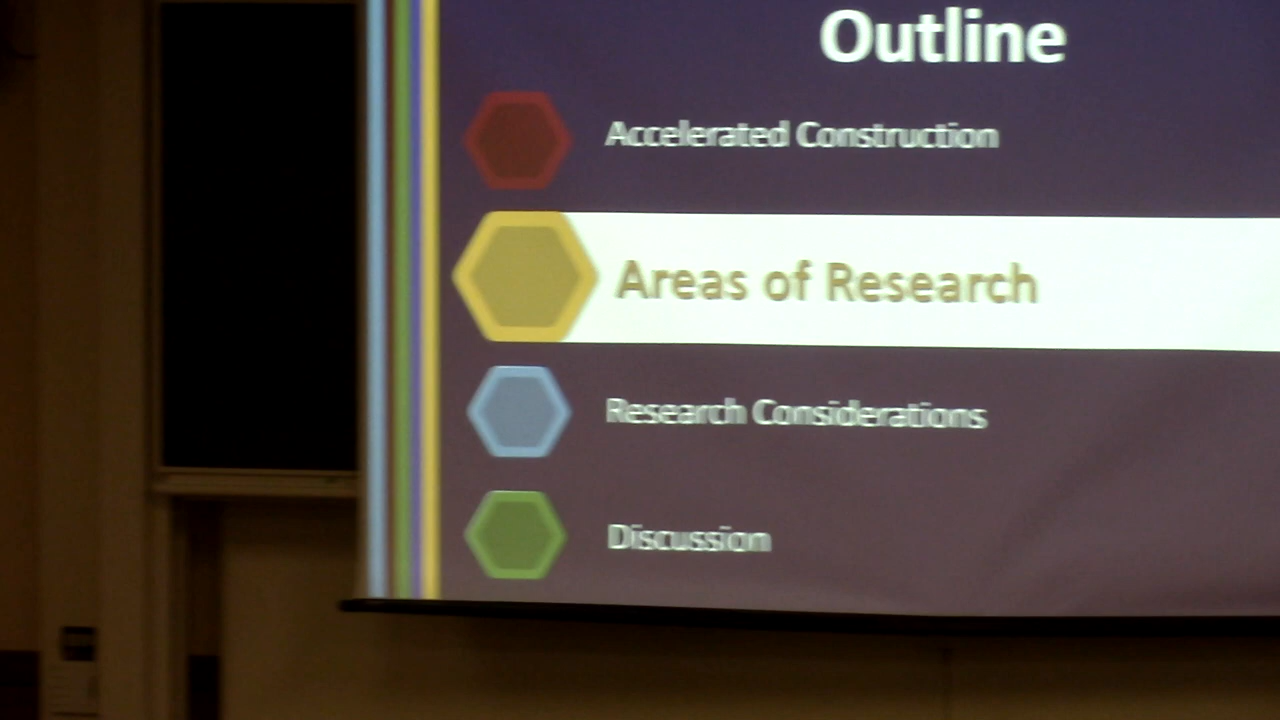 Outline
Accelerated Construction
Areas of Research
Research Considerations
Discussion